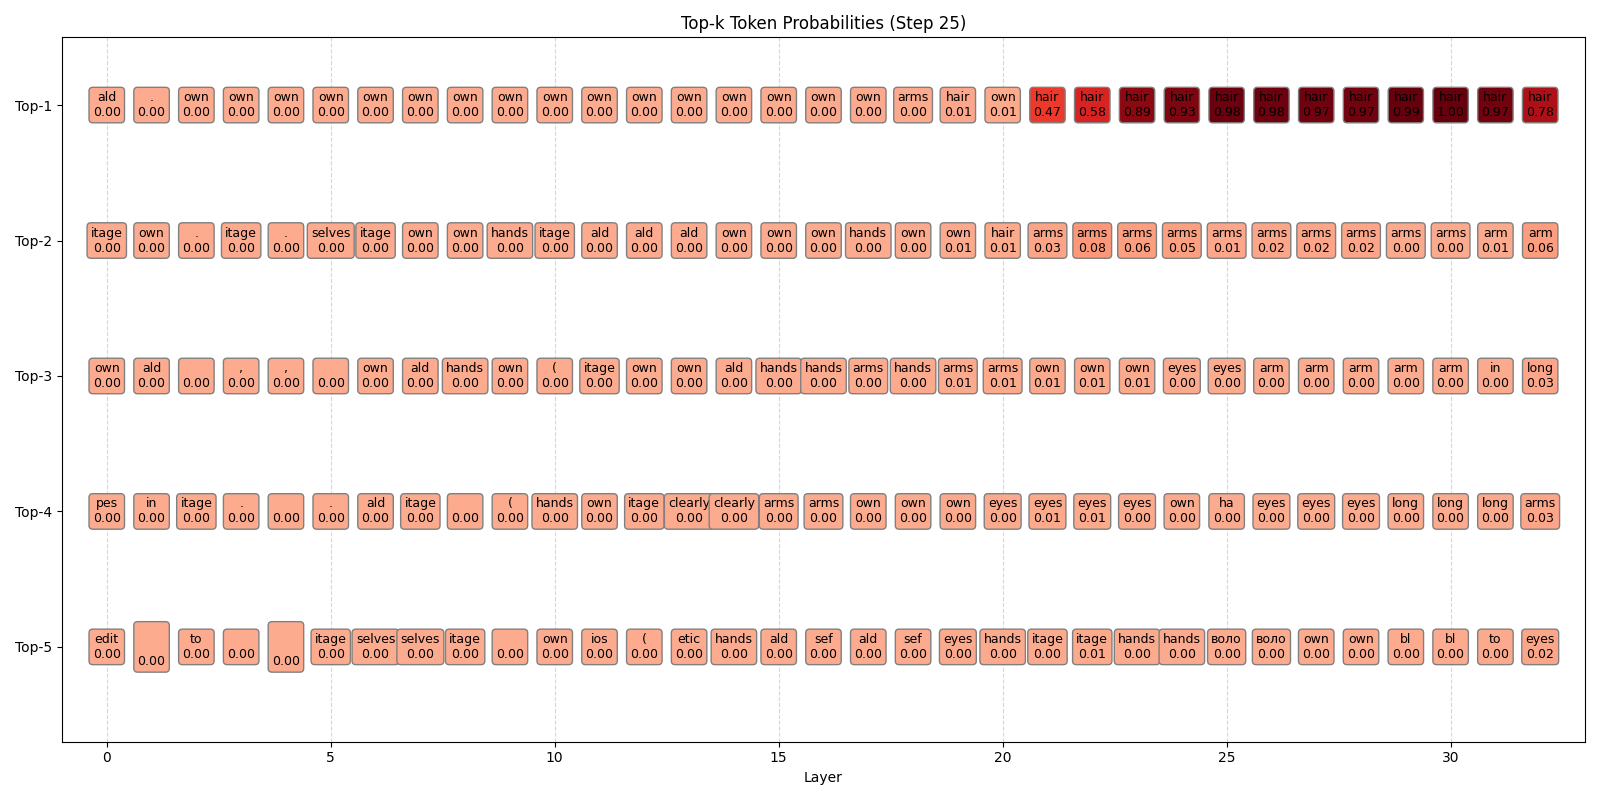 Top-k Token Probabilities (Step 25)
Top-1
ald . own own own own own own own own own own own own own own own own arms hair own hair hair hair hair hair hair hair hair hair hair hair hair
0.00 0.00 0.00 0.00 0.00 0.00 0.00 0.00 0.00 0.00 0.00 0.00 0.00 0.00 0.00 0.00 0.00 0.00 0.00 0.01 0.01 0.47 0.58 0.89 0.93 0.98 0.98 0.97 0.97 0.99 1.00 0.97 0.78
Top-2
itage own . itage . selves itage own own hands itage ald ald ald own own own hands own own hair arms arms arms arms arms arms arms arms arms arms arm arm
0.00 0.00 0.00 0.00 0.00 0.00 0.00 0.00 0.00 0.00 0.00 0.00 0.00 0.00 0.00 0.00 0.00 0.00 0.00 0.01 0.01 0.03 0.08 0.06 0.05 0.01 0.02 0.02 0.02 0.00 0.00 0.01 0.06
Top-3
own ald , , own ald hands own ( itage own own ald hands hands arms hands arms arms own own own eyes eyes arm arm arm arm arm in long
0.00 0.00 0.00 0.00 0.00 0.00 0.00 0.00 0.00 0.00 0.00 0.00 0.00 0.00 0.00 0.00 0.00 0.00 0.00 0.01 0.01 0.01 0.01 0.01 0.00 0.00 0.00 0.00 0.00 0.00 0.00 0.00 0.03
Top-4
pes in itage . . ald itage ( hands own itage clearly clearly arms arms own own own eyes eyes eyes eyes own ha eyes eyes eyes long long long arms
0.00 0.00 0.00 0.00 0.00 0.00 0.00 0.00 0.00 0.00 0.00 0.00 0.00 0.00 0.00 0.00 0.00 0.00 0.00 0.00 0.00 0.01 0.01 0.00 0.00 0.00 0.00 0.00 0.00 0.00 0.00 0.00 0.03
Top-5
edit to itage selves selves itage own ios ( etic hands ald sef ald sef eyes hands itage itage hands hands воло воло own own bl bl to eyes
0.00 0.00 0.00 0.00 0.00 0.00 0.00 0.00 0.00 0.00 0.00 0.00 0.00 0.00 0.00 0.00 0.00 0.00 0.00 0.00 0.00 0.00 0.01 0.00 0.00 0.00 0.00 0.00 0.00 0.00 0.00 0.00 0.02
0 5 10 15 20 25 30
Layer